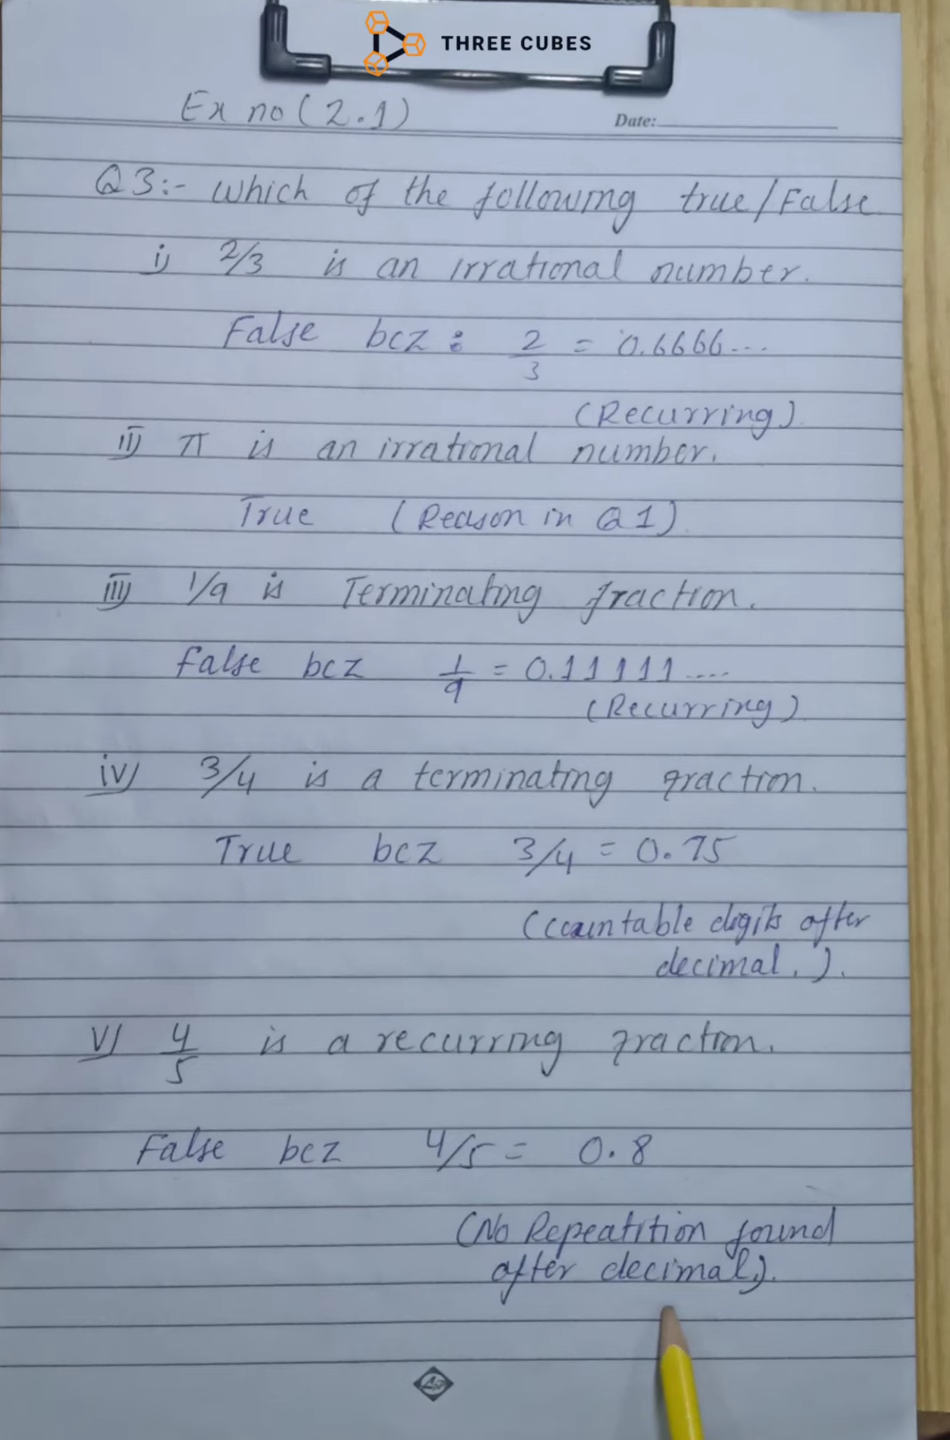 THREE CUBES
Ex no (2.1)
Date:
Q3:- which of the following true/False
i) 2/3 is an irrational number.
False bcz : 2/3 = 0.6666...
(Recurring)
ii) π is an irrational number.
True (Reason in Q1)
iii) 1/9 is Terminating fraction.
False bcz 1/9 = 0.11111....
(Recurring)
iv) 3/4 is a terminating fraction.
True bcz 3/4 = 0.75
(countable digits after
decimal.).
v) 4/5 is a recurring fraction.
False bcz 4/5 = 0.8
(No Repeatition found
after decimal).